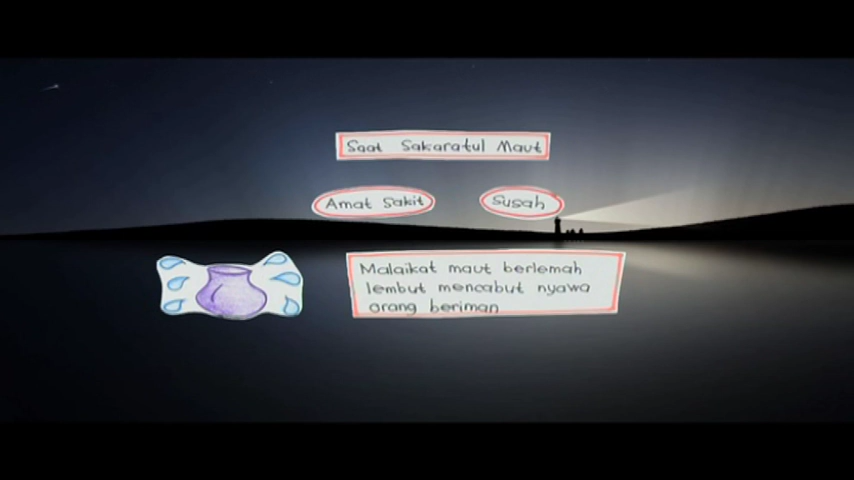 Saat Sakaratul Maut
Amat Sakit
Susah
Malaikat maut berlemah
lembut mencabut nyawa
orang beriman